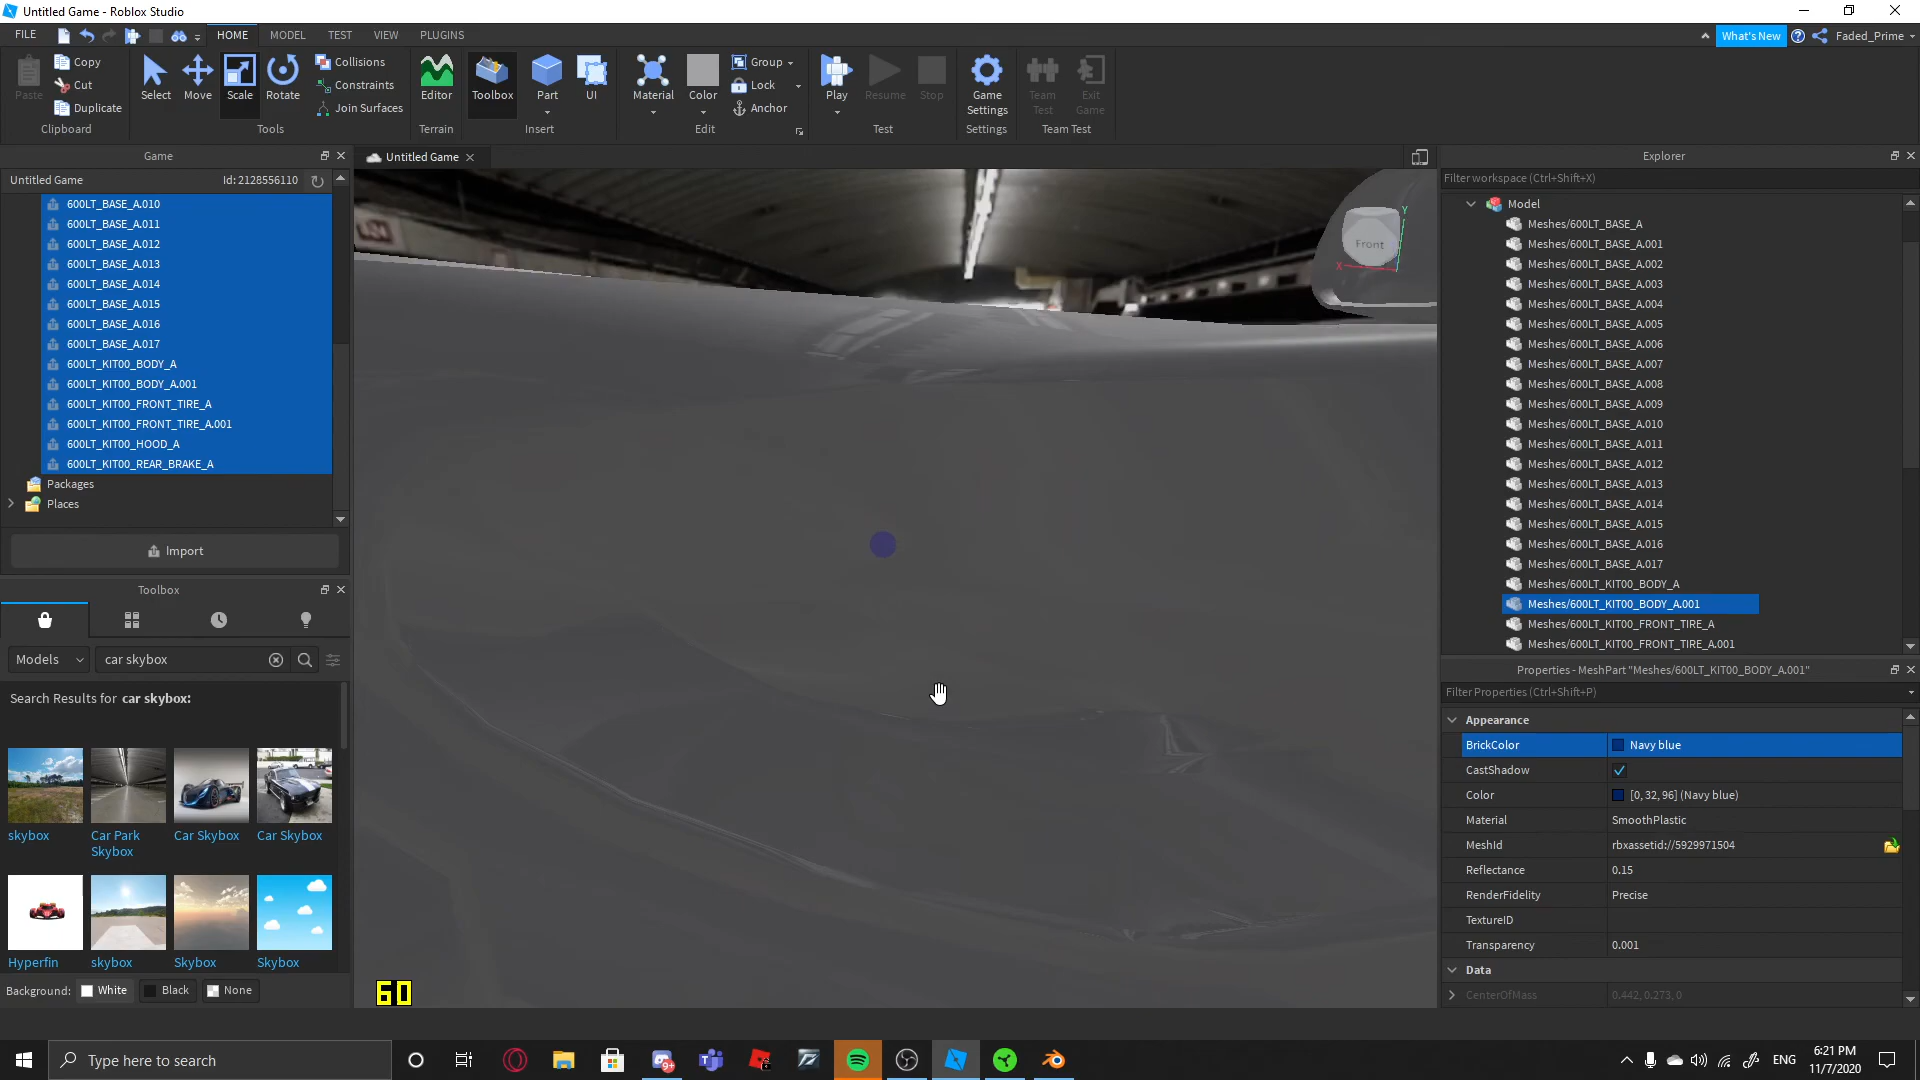 Untitled Game - Roblox Studio
FILE
HOME
MODEL
TEST
VIEW
PLUGINS
What's New
Faded_Prime
Paste
Copy
Cut
Duplicate
Clipboard
Select
Move
Scale
Rotate
Collisions
Constraints
Join Surfaces
Tools
Editor
Terrain
Toolbox
Part
UI
Insert
Material
Color
Group
Lock
Anchor
Edit
Play
Resume
Stop
Test
Game
Settings
Settings
Team
Test
Exit
Game
Team Test
Game
Untitled Game
Id: 2128556110
600LT_BASE_A.010
600LT_BASE_A.011
600LT_BASE_A.012
600LT_BASE_A.013
600LT_BASE_A.014
600LT_BASE_A.015
600LT_BASE_A.016
600LT_BASE_A.017
600LT_KIT00_BODY_A
600LT_KIT00_BODY_A.001
600LT_KIT00_FRONT_TIRE_A
600LT_KIT00_FRONT_TIRE_A.001
600LT_KIT00_HOOD_A
600LT_KIT00_REAR_BRAKE_A
Packages
Places
Import
Toolbox
Models
car skybox
Search Results for car skybox:
skybox
Car Park
Skybox
Car Skybox
Car Skybox
Hyperfin
skybox
Skybox
Skybox
Background:
White
Black
None
Untitled Game
Front
Y
X
60
Explorer
Filter workspace (Ctrl+Shift+X)
Model
Meshes/600LT_BASE_A
Meshes/600LT_BASE_A.001
Meshes/600LT_BASE_A.002
Meshes/600LT_BASE_A.003
Meshes/600LT_BASE_A.004
Meshes/600LT_BASE_A.005
Meshes/600LT_BASE_A.006
Meshes/600LT_BASE_A.007
Meshes/600LT_BASE_A.008
Meshes/600LT_BASE_A.009
Meshes/600LT_BASE_A.010
Meshes/600LT_BASE_A.011
Meshes/600LT_BASE_A.012
Meshes/600LT_BASE_A.013
Meshes/600LT_BASE_A.014
Meshes/600LT_BASE_A.015
Meshes/600LT_BASE_A.016
Meshes/600LT_BASE_A.017
Meshes/600LT_KIT00_BODY_A
Meshes/600LT_KIT00_BODY_A.001
Meshes/600LT_KIT00_FRONT_TIRE_A
Meshes/600LT_KIT00_FRONT_TIRE_A.001
Properties - MeshPart "Meshes/600LT_KIT00_BODY_A.001"
Filter Properties (Ctrl+Shift+P)
Appearance
BrickColor
Navy blue
CastShadow
Color
[0, 32, 96] (Navy blue)
Material
SmoothPlastic
MeshId
rbxassetid://5929971504
Reflectance
0.15
RenderFidelity
Precise
TextureID
Transparency
0.001
Data
CenterOfMass
0.442, 0.273, 0
Type here to search
9+
ENG
6:21 PM
11/7/2020